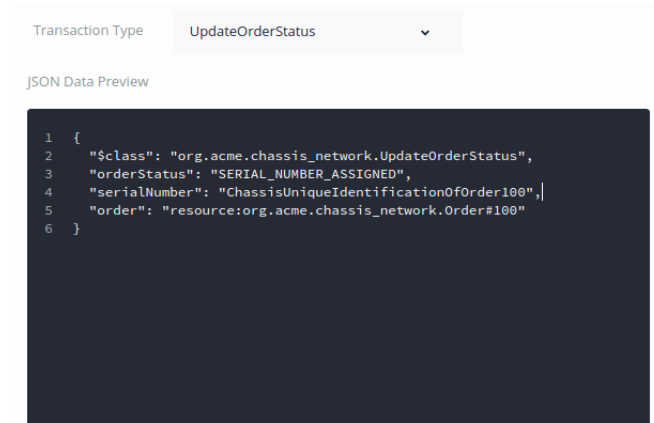 Transaction Type UpdateOrderStatus
JSON Data Preview
1 {
2 "$class": "org.acme.chassis_network.UpdateOrderStatus",
3 "orderStatus": "SERIAL_NUMBER_ASSIGNED",
4 "serialNumber": "ChassisUniqueIdentificationOfOrder100",
5 "order": "resource:org.acme.chassis_network.Order#100"
6 }